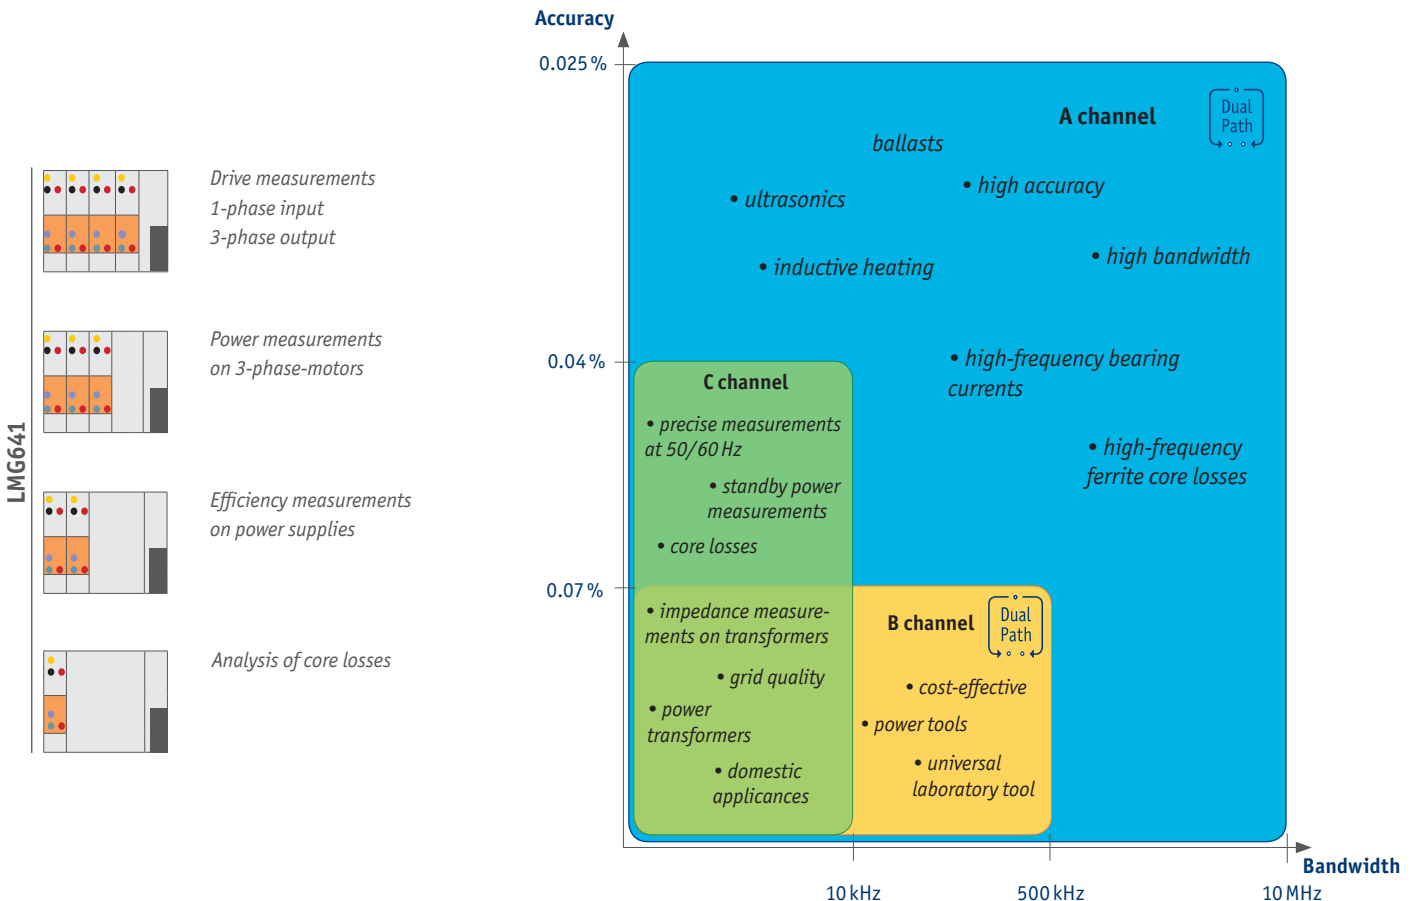 LMG641
Drive measurements
1-phase input
3-phase output
Power measurements
on 3-phase-motors
Efficiency measurements
on power supplies
Analysis of core losses
Accuracy
0.025 %
0.04 %
0.07 %
A channel
Dual
Path
ballasts
• ultrasonics
• high accuracy
• inductive heating
• high bandwidth
• high-frequency bearing
currents
• high-frequency
ferrite core losses
C channel
• precise measurements
at 50/60 Hz
• standby power
measurements
• core losses
• impedance measure-
ments on transformers
• grid quality
• power
transformers
• domestic
applicances
B channel
Dual
Path
• cost-effective
• power tools
• universal
laboratory tool
Bandwidth
10 kHz
500 kHz
10 MHz